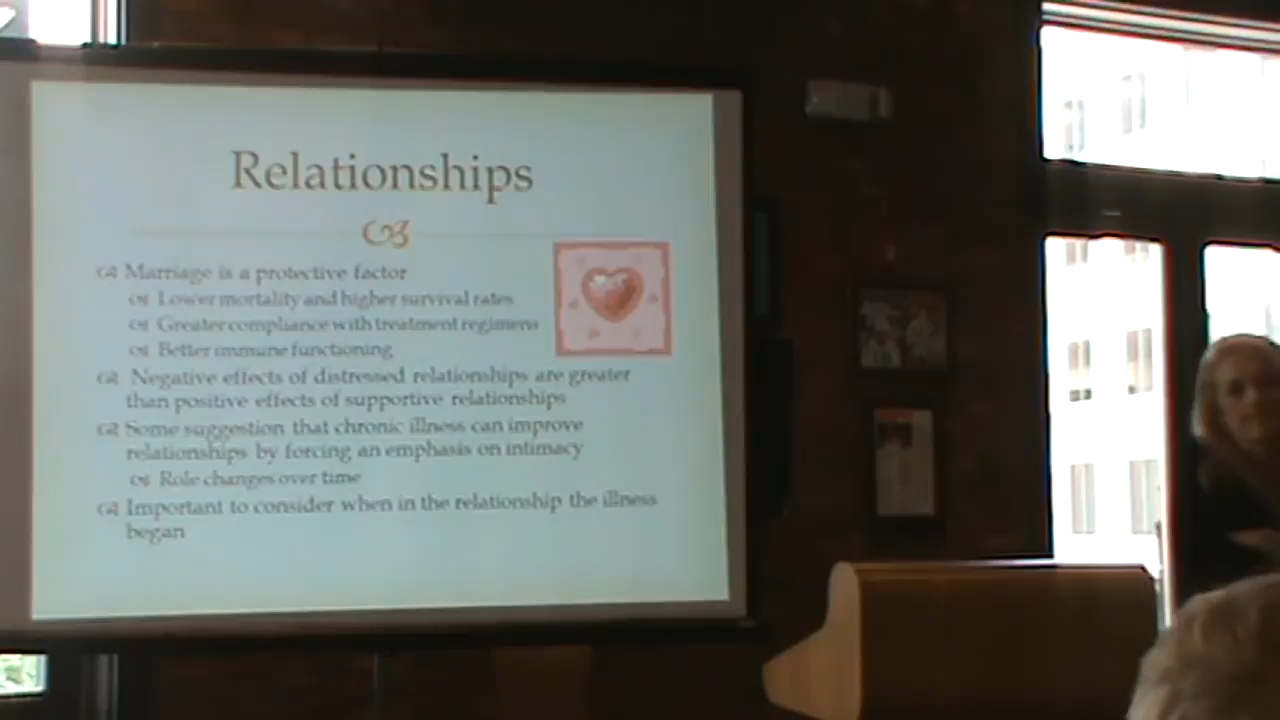 Relationships
Marriage is a protective factor
Lower mortality and higher survival rates
Greater compliance with treatment regimens
Better immune functioning
Negative effects of distressed relationships are greater
than positive effects of supportive relationships
Some suggestion that chronic illness can improve
relationships by forcing an emphasis on intimacy
Role changes over time
Important to consider when in the relationship the illness
began